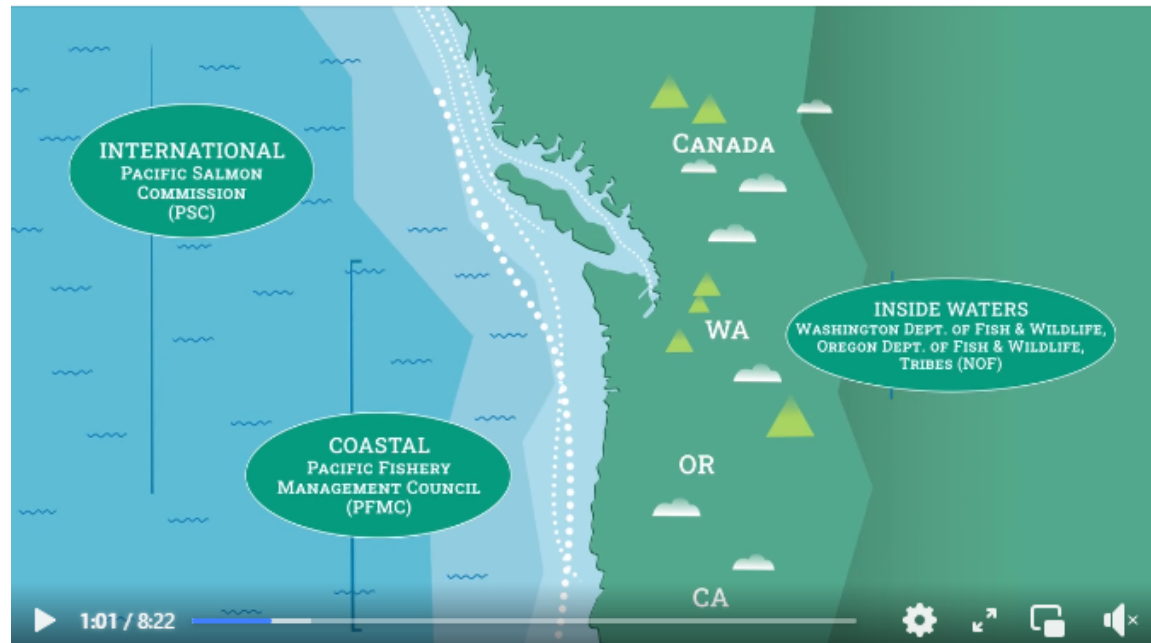 INTERNATIONAL
PACIFIC SALMON
COMMISSION
(PSC)
CANADA
INSIDE WATERS
WASHINGTON DEPT. OF FISH & WILDLIFE,
OREGON DEPT. OF FISH & WILDLIFE,
TRIBES (NOF)
WA
COASTAL
PACIFIC FISHERY
MANAGEMENT COUNCIL
(PFMC)
OR
CA
1:01 / 8:22